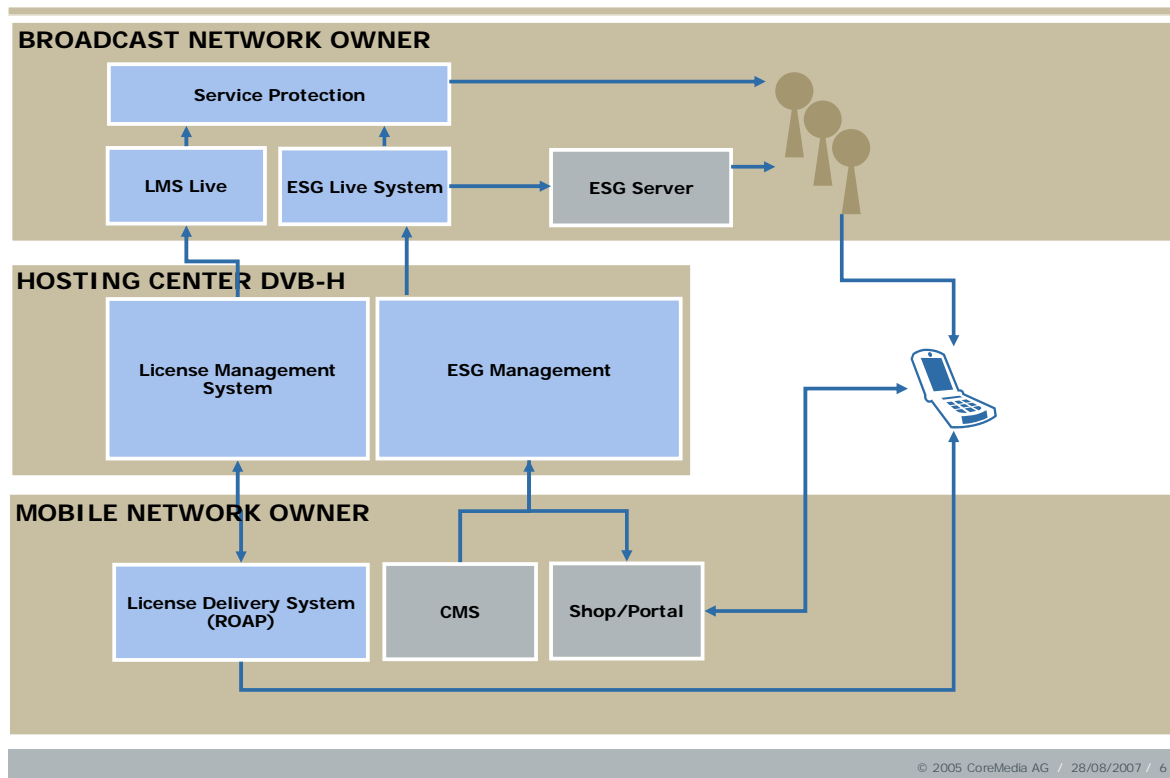 BROADCAST NETWORK OWNER
Service Protection
LMS Live
ESG Live System
ESG Server
HOSTING CENTER DVB-H
License Management
System
ESG Management
MOBILE NETWORK OWNER
License Delivery System
(ROAP)
CMS
Shop/Portal
© 2005 CoreMedia AG / 28/08/2007 / 6